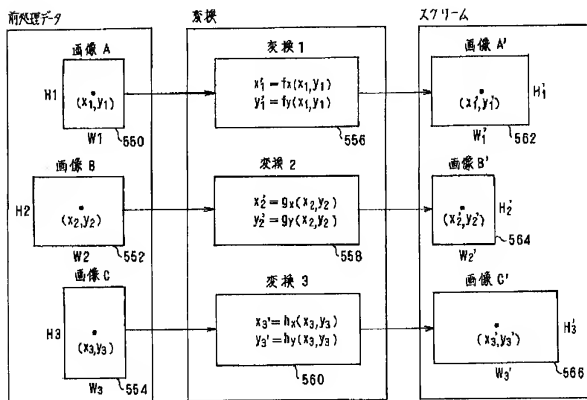 前処理データ
画像 A
H1
(x₁,y₁)
W1
550
画像 B
H2
(x₂,y₂)
552
W2
画像 C
H3
(x₃,y₃)
W₃
554
変換
変換 1
x₁' = fx(x₁,y₁)
y₁' = fy(x₁,y₁)
556
変換 2
x₂' = gx(x₂,y₂)
y₂' = gy(x₂,y₂)
558
変換 3
x₃' = hx(x₃,y₃)
y₃' = hy(x₃,y₃)
560
スクリーム
画像 A'
(x₁',y₁')
H₁'
W₁'
562
画像 B'
(x₂',y₂')
H₂'
564
W₂'
画像 C'
(x₃',y₃')
H₃'
W₃'
566